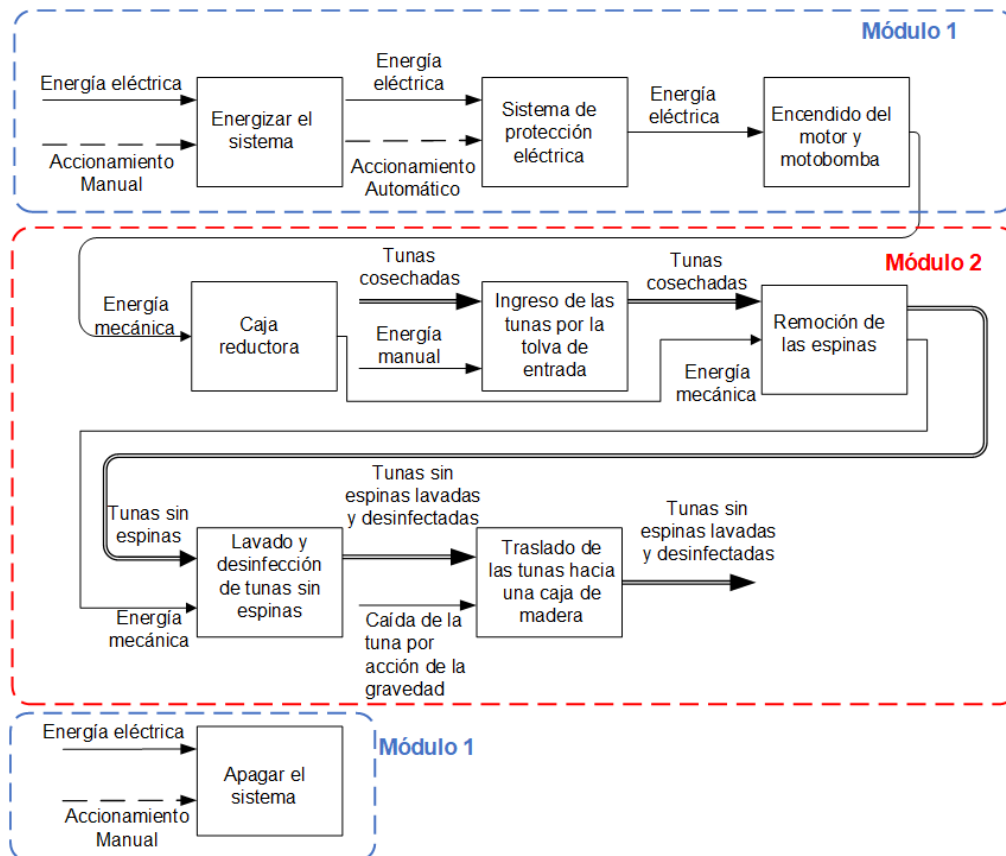 Módulo 1
Energía eléctrica
Accionamiento
Manual
Energizar el
sistema
Energía
eléctrica
Accionamiento
Automático
Sistema de
protección
eléctrica
Energía
eléctrica
Encendido del
motor y
motobomba
Módulo 2
Energía
mecánica
Caja
reductora
Tunas
cosechadas
Energía
manual
Ingreso de las
tunas por la
tolva de
entrada
Tunas
cosechadas
Energía
mecánica
Remoción de
las espinas
Tunas sin
espinas
Energía
mecánica
Lavado y
desinfección
de tunas sin
espinas
Tunas sin
espinas lavadas
y desinfectadas
Caída de la
tuna por
acción de la
gravedad
Traslado de
las tunas hacia
una caja de
madera
Tunas sin
espinas lavadas
y desinfectadas
Módulo 1
Energía eléctrica
Accionamiento
Manual
Apagar el
sistema